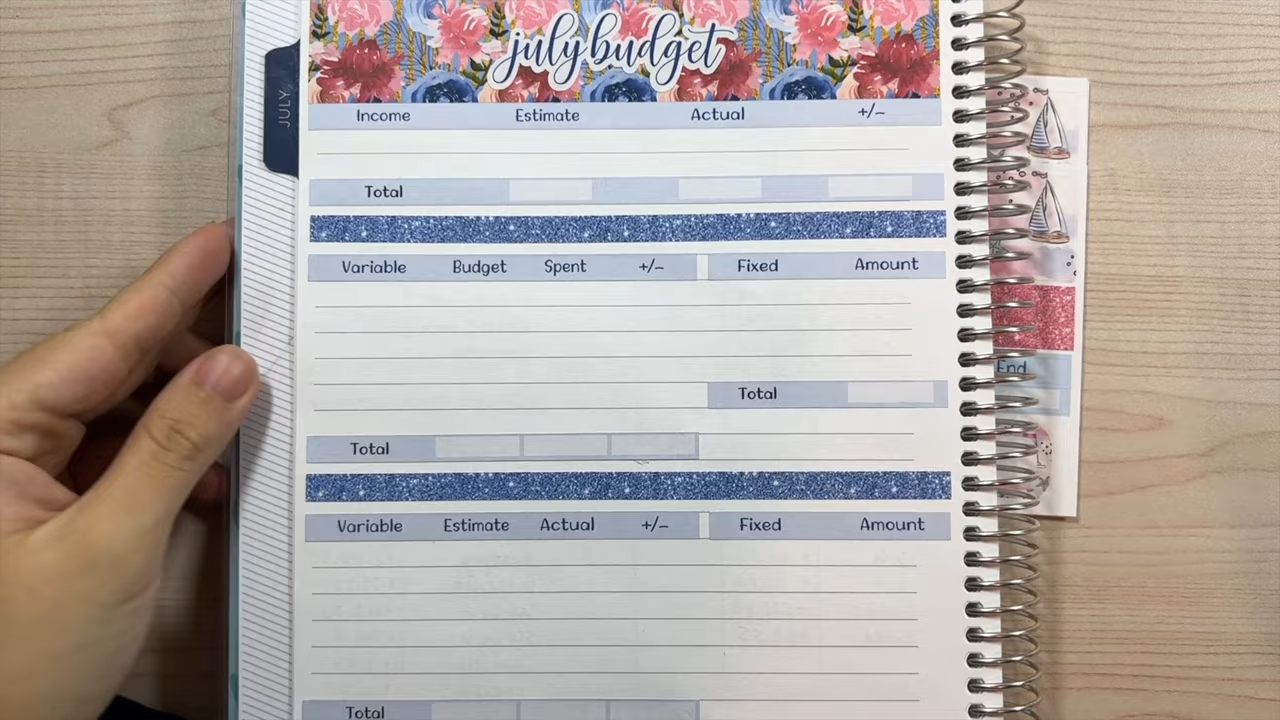 july budget
JULY
Income Estimate Actual +/-
Total
Variable Budget Spent +/- Fixed Amount
End
Total
Total
Variable Estimate Actual +/- Fixed Amount
Total